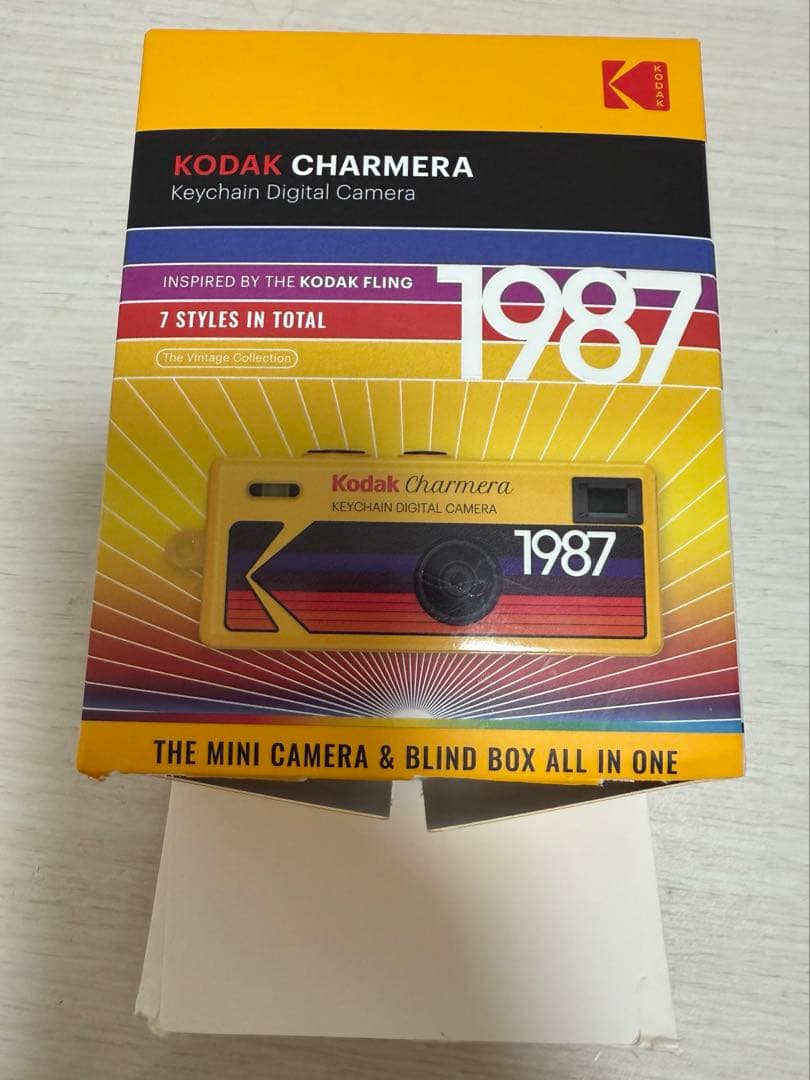 KODAK
KODAK CHARMERA
Keychain Digital Camera
INSPIRED BY THE KODAK FLING
1987
7 STYLES IN TOTAL
The Vintage Collection
Kodak Charmera
KEYCHAIN DIGITAL CAMERA
1987
THE MINI CAMERA & BLIND BOX ALL IN ONE